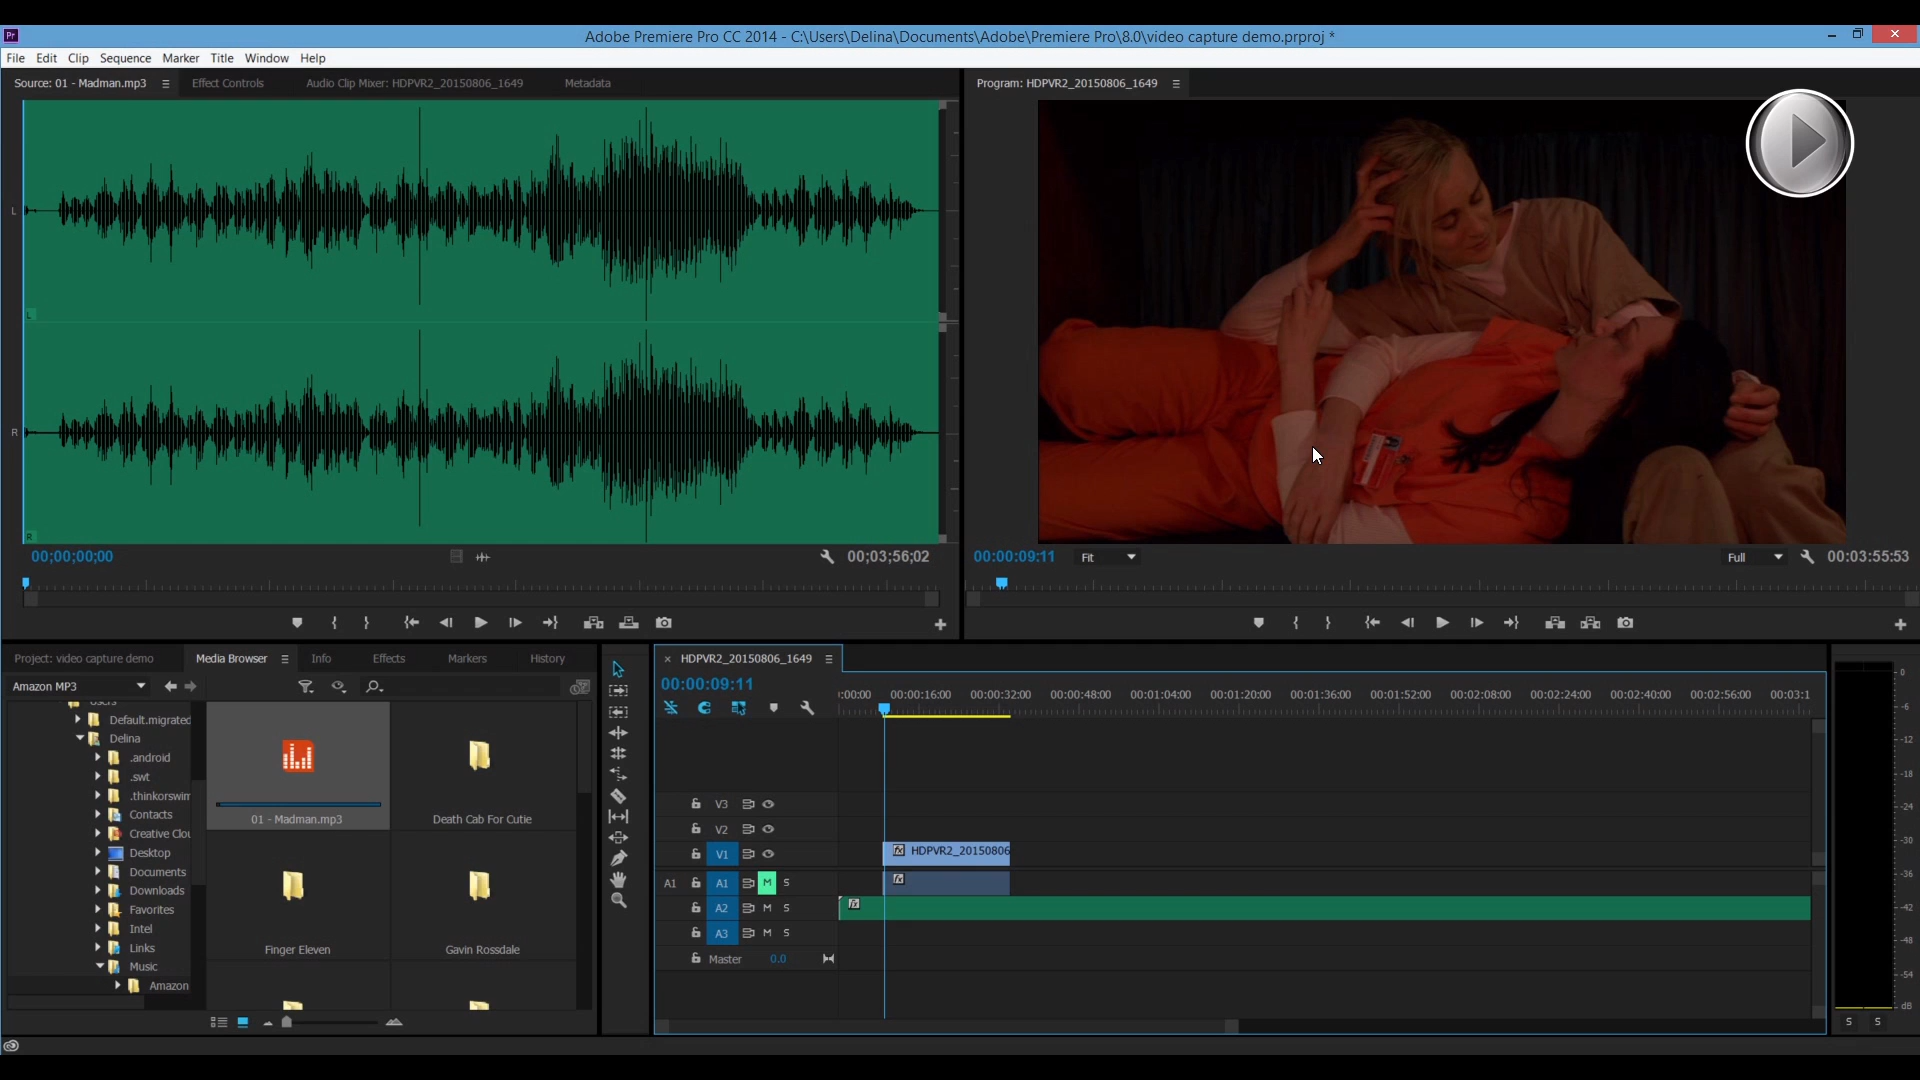 Pr Adobe Premiere Pro CC 2014 - C:\Users\Delina\Documents\Adobe\Premiere Pro\8.0\video capture demo.prproj *
File Edit Clip Sequence Marker Title Window Help
Source: 01 - Madman.mp3 Effect Controls Audio Clip Mixer: HDPVR2_20150806_1649 Metadata
Program: HDPVR2_20150806_1649
L
L
R
R
00;00;00;00 00;03;56;02
00:00:09:11 Fit Full 00:03:55:53
Project: video capture demo Media Browser Info Effects Markers History
Amazon MP3
Users
Default.migrated
Delina
.android
.swt
.thinkorswim
Contacts
Creative Clou
Desktop
Documents
Downloads
Favorites
Intel
Links
Music
Amazon
01 - Madman.mp3
Death Cab For Cutie
Finger Eleven
Gavin Rossdale
× HDPVR2_20150806_1649
00:00:09:11
:00:00 00:00:16:00 00:00:32:00 00:00:48:00 00:01:04:00 00:01:20:00 00:01:36:00 00:01:52:00 00:02:08:00 00:02:24:00 00:02:40:00 00:02:56:00 00:03:1
V3
V2
V1 fx HDPVR2_20150806
A1 A1 M S fx
A2 M S fx
A3 M S
Master 0.0
0
-6
-12
-18
-24
-30
-36
-42
-48
-54
dB
S S